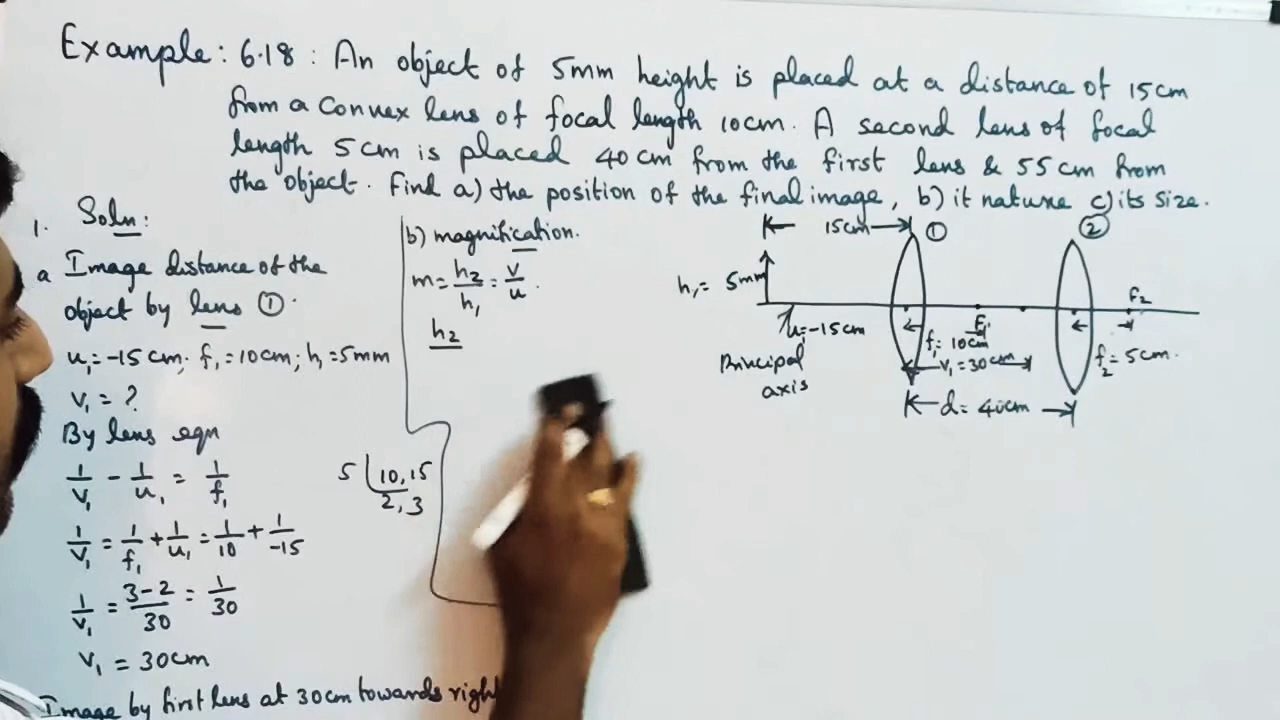 Example: 6.18 : An object of 5mm height is placed at a distance of 15cm
from a convex lens of focal length 10cm. A second lens of focal
length 5cm is placed 40cm from the first lens & 55cm from
the object. Find a) the position of the final image, b) it nature c) its size.
1. Soln:
a Image distance of the
object by lens ①.
u₁ = -15 cm; f₁ = 10cm; h₁ = 5mm
v₁ = ?
By lens eqn
1/v₁ - 1/u₁ = 1/f₁
1/v₁ = 1/f₁ + 1/u₁ = 1/10 + 1/-15
1/v₁ = 3-2/30 = 1/30
v₁ = 30cm
Image by first lens at 30cm towards right
5 | 10, 15
2, 3
b) magnification.
m = h₂/h₁ = v/u.
h₂
15cm
①
②
h₁ = 5mm
u₁ = -15cm
Principal
axis
F₁
f₁ = 10cm
v₁ = 30cm
d = 40cm
F₂
f₂ = 5cm.